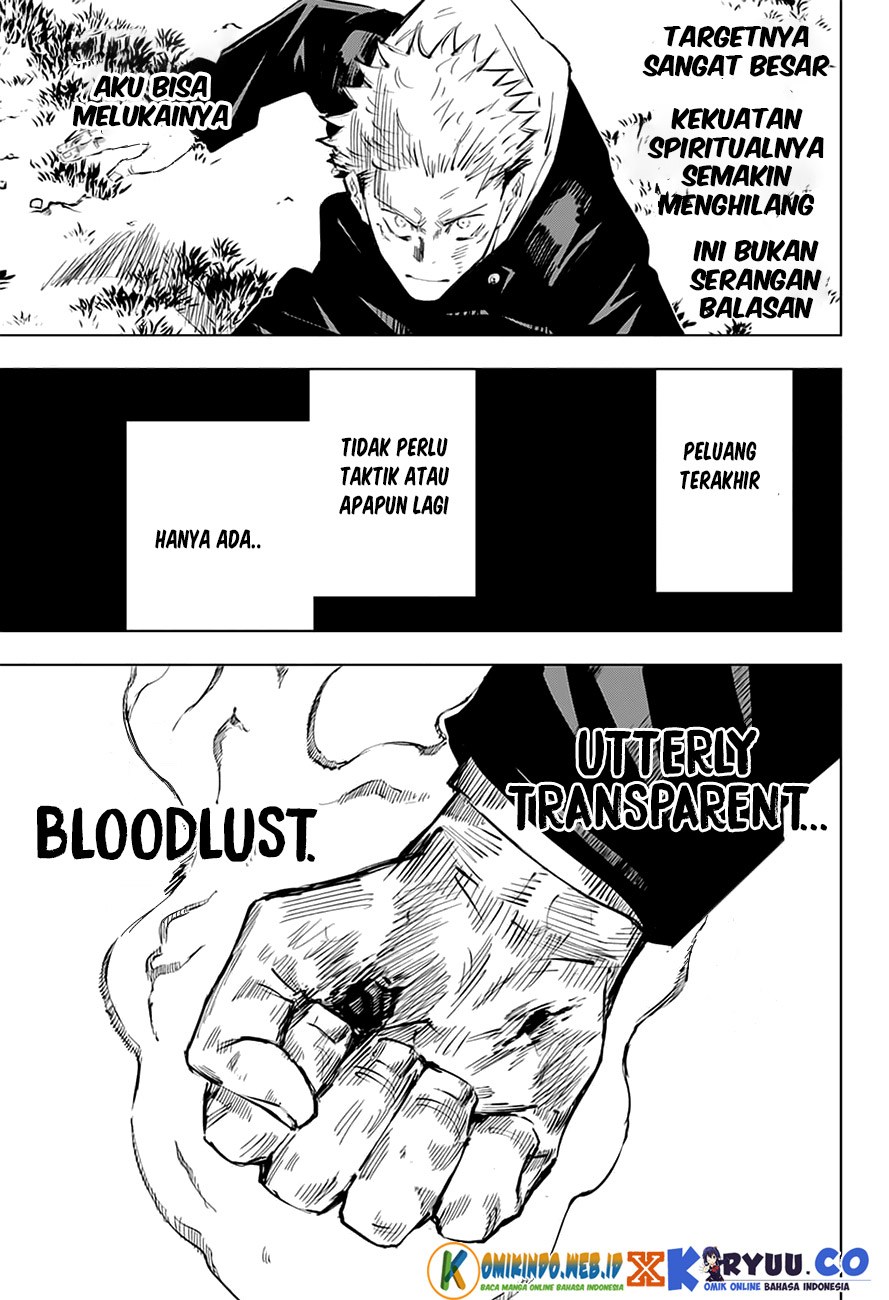 TARGETNYA
SANGAT BESAR
KEKUATAN
SPIRITUALNYA
SEMAKIN
MENGHILANG
INI BUKAN
SERANGAN
BALASAN
AKU BISA
MELUKAINYA
PELUANG
TERAKHIR
TIDAK PERLU
TAKTIK ATAU
APAPUN LAGI
HANYA ADA..
UTTERLY
TRANSPARENT...
BLOODLUST.
KOMIKINDO.WEB.ID X KIRYUU.CO
BACA MANGA ONLINE BAHASA INDONESIA
OMIK ONLINE BAHASA INDONESIA